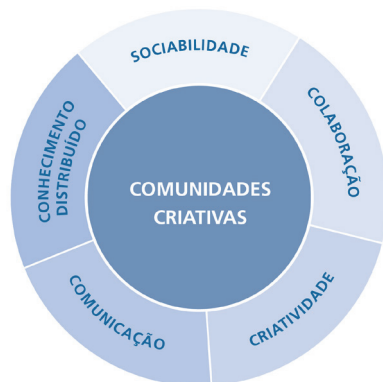 SOCIABILIDADE
COLABORAÇÃO
CRIATIVIDADE
COMUNICAÇÃO
CONHECIMENTO
DISTRIBUÍDO
COMUNIDADES
CRIATIVAS